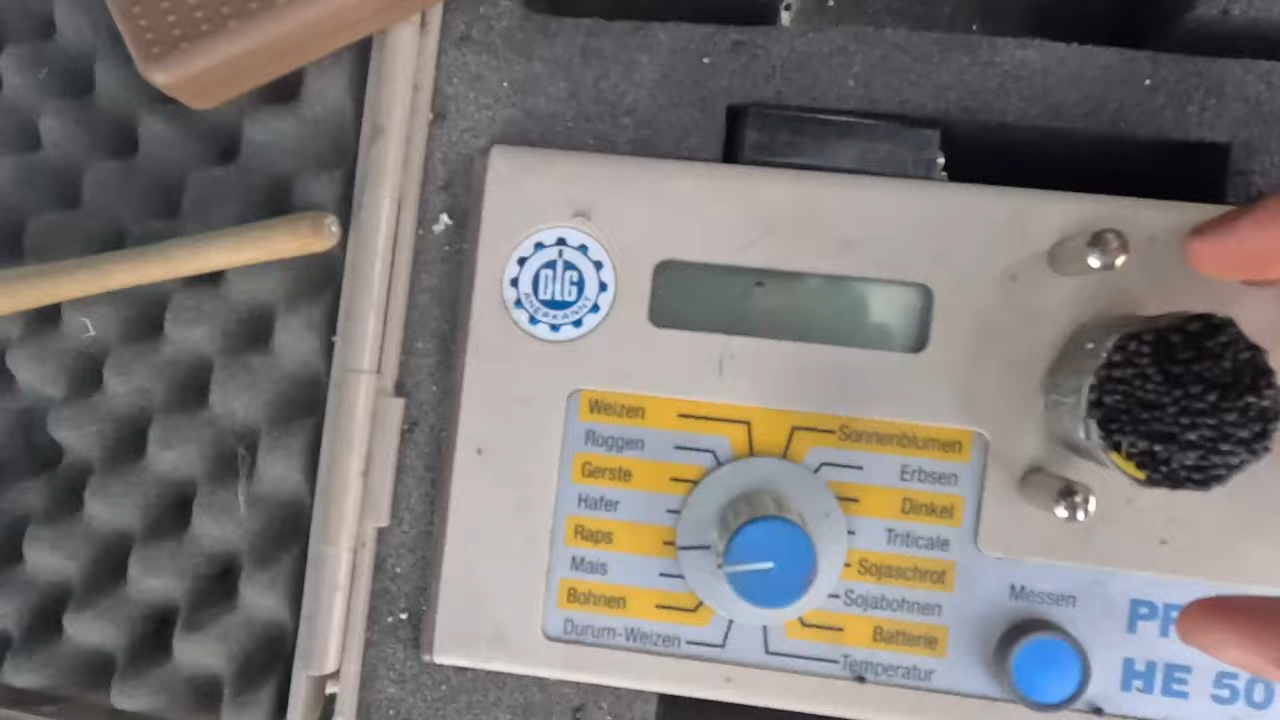 DLG
ANERKANNT
Weizen
Roggen
Gerste
Hafer
Raps
Mais
Bohnen
Durum-Weizen
Sonnenblumen
Erbsen
Dinkel
Triticale
Sojaschrot
Sojabohnen
Batterie
Temperatur
Messen
HE 50